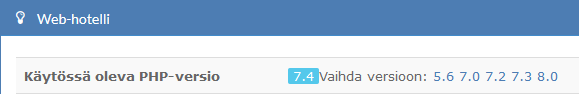 Web-hotelli
Käytössä oleva PHP-versio 7.4 Vaihda versioon: 5.6 7.0 7.2 7.3 8.0